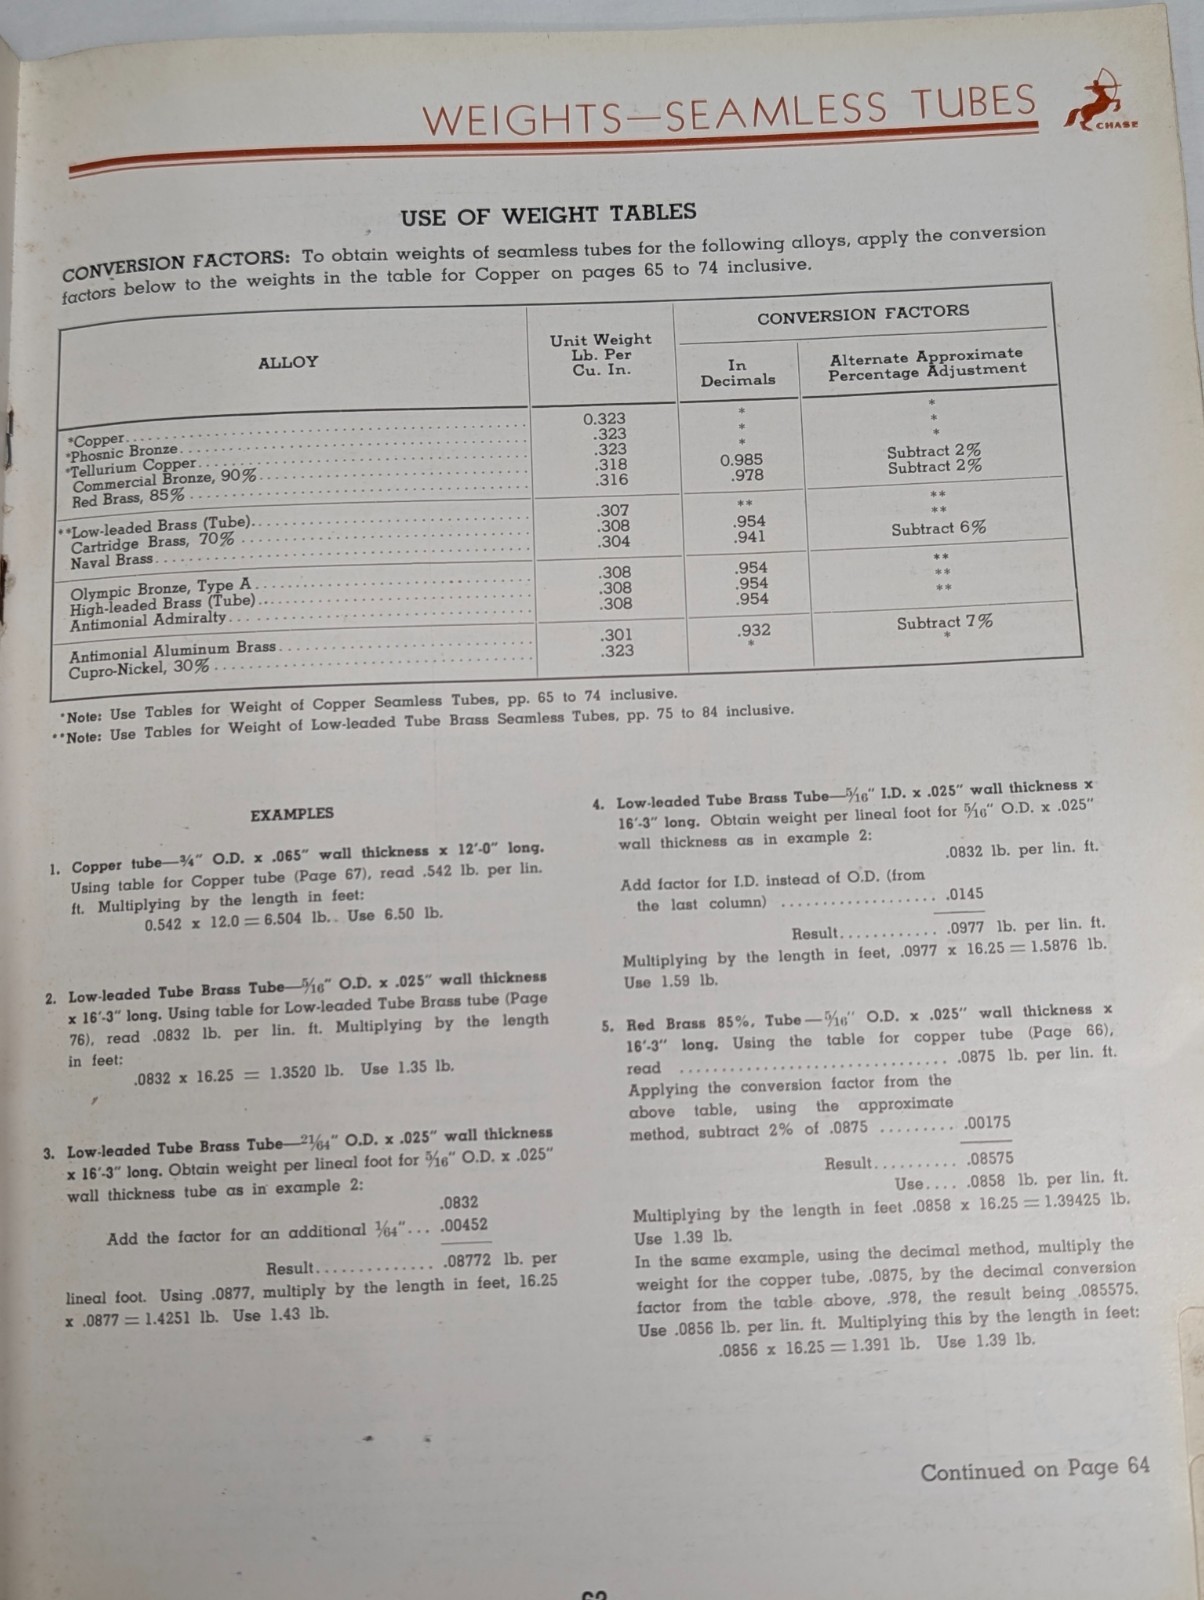 WEIGHTS—SEAMLESS TUBES
CHASE
USE OF WEIGHT TABLES
CONVERSION FACTORS: To obtain weights of seamless tubes for the following alloys, apply the conversion
factors below to the weights in the table for Copper on pages 65 to 74 inclusive.
ALLOY
Unit Weight
Lb. Per
Cu. In.
CONVERSION FACTORS
In
Decimals
Alternate Approximate
Percentage Adjustment
*Copper 0.323 * *
*Phosnic Bronze .323 * *
*Tellurium Copper .323 * *
Commercial Bronze, 90% .318 0.985 Subtract 2%
Red Brass, 85% .316 .978 Subtract 2%
**Low-leaded Brass (Tube) .307 ** **
Cartridge Brass, 70% .308 .954 **
Naval Brass .304 .941 Subtract 6%
Olympic Bronze, Type A .308 .954 **
High-leaded Brass (Tube) .308 .954 **
Antimonial Admiralty .308 .954 **
Antimonial Aluminum Brass .301 .932 Subtract 7%
Cupro-Nickel, 30% .323 * *
*Note: Use Tables for Weight of Copper Seamless Tubes, pp. 65 to 74 inclusive.
**Note: Use Tables for Weight of Low-leaded Tube Brass Seamless Tubes, pp. 75 to 84 inclusive.
EXAMPLES
1. Copper tube—¾" O.D. x .065" wall thickness x 12'-0" long.
Using table for Copper tube (Page 67), read .542 lb. per lin.
ft. Multiplying by the length in feet:
0.542 x 12.0 = 6.504 lb. Use 6.50 lb.
2. Low-leaded Tube Brass Tube—5/16" O.D. x .025" wall thickness
x 16'-3" long. Using table for Low-leaded Tube Brass tube (Page
76), read .0832 lb. per lin. ft. Multiplying by the length
in feet:
.0832 x 16.25 = 1.3520 lb. Use 1.35 lb.
3. Low-leaded Tube Brass Tube—21/64" O.D. x .025" wall thickness
x 16'-3" long. Obtain weight per lineal foot for 5/16" O.D. x .025"
wall thickness tube as in example 2:
.0832
Add the factor for an additional 1/64"... .00452
Result.............. .08772 lb. per
lineal foot. Using .0877, multiply by the length in feet, 16.25
x .0877 = 1.4251 lb. Use 1.43 lb.
4. Low-leaded Tube Brass Tube—5/16" I.D. x .025" wall thickness x
16'-3" long. Obtain weight per lineal foot for 5/16" O.D. x .025"
wall thickness as in example 2:
.0832 lb. per lin. ft.
Add factor for I.D. instead of O.D. (from
the last column) .................. .0145
Result............ .0977 lb. per lin. ft.
Multiplying by the length in feet, .0977 x 16.25 = 1.5876 lb.
Use 1.59 lb.
5. Red Brass 85%, Tube—5/16" O.D. x .025" wall thickness x
16'-3" long. Using the table for copper tube (Page 66),
read .............................. .0875 lb. per lin. ft.
Applying the conversion factor from the
above table, using the approximate
method, subtract 2% of .0875 ......... .00175
Result.......... .08575
Use.... .0858 lb. per lin. ft.
Multiplying by the length in feet .0858 x 16.25 = 1.39425 lb.
Use 1.39 lb.
In the same example, using the decimal method, multiply the
weight for the copper tube, .0875, by the decimal conversion
factor from the table above, .978, the result being .085575.
Use .0856 lb. per lin. ft. Multiplying this by the length in feet:
.0856 x 16.25 = 1.391 lb. Use 1.39 lb.
Continued on Page 64